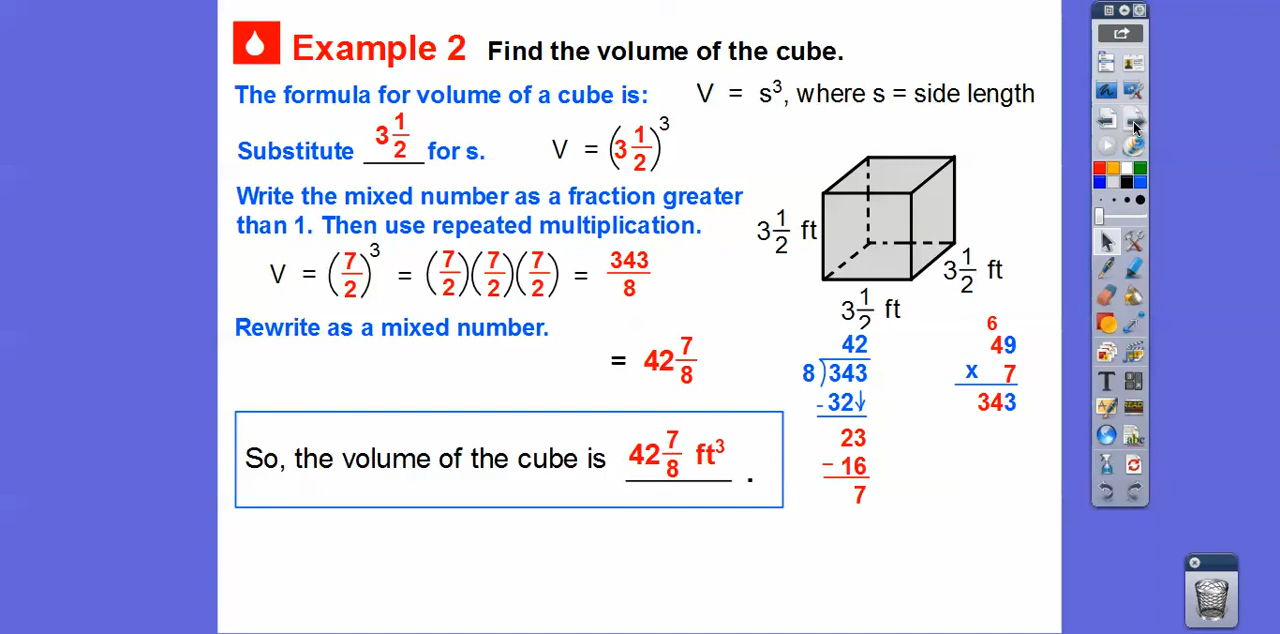 Example 2 Find the volume of the cube.
The formula for volume of a cube is: V = s³, where s = side length
Substitute 3 1/2 for s. V = (3 1/2)³
Write the mixed number as a fraction greater
than 1. Then use repeated multiplication.
3 1/2 ft
V = (7/2)³ = (7/2)(7/2)(7/2) = 343/8
3 1/2 ft
3 1/2 ft
Rewrite as a mixed number.
= 42 7/8
42
8)343
-32↓
23
- 16
7
6
49
x 7
343
So, the volume of the cube is 42 7/8 ft³ .